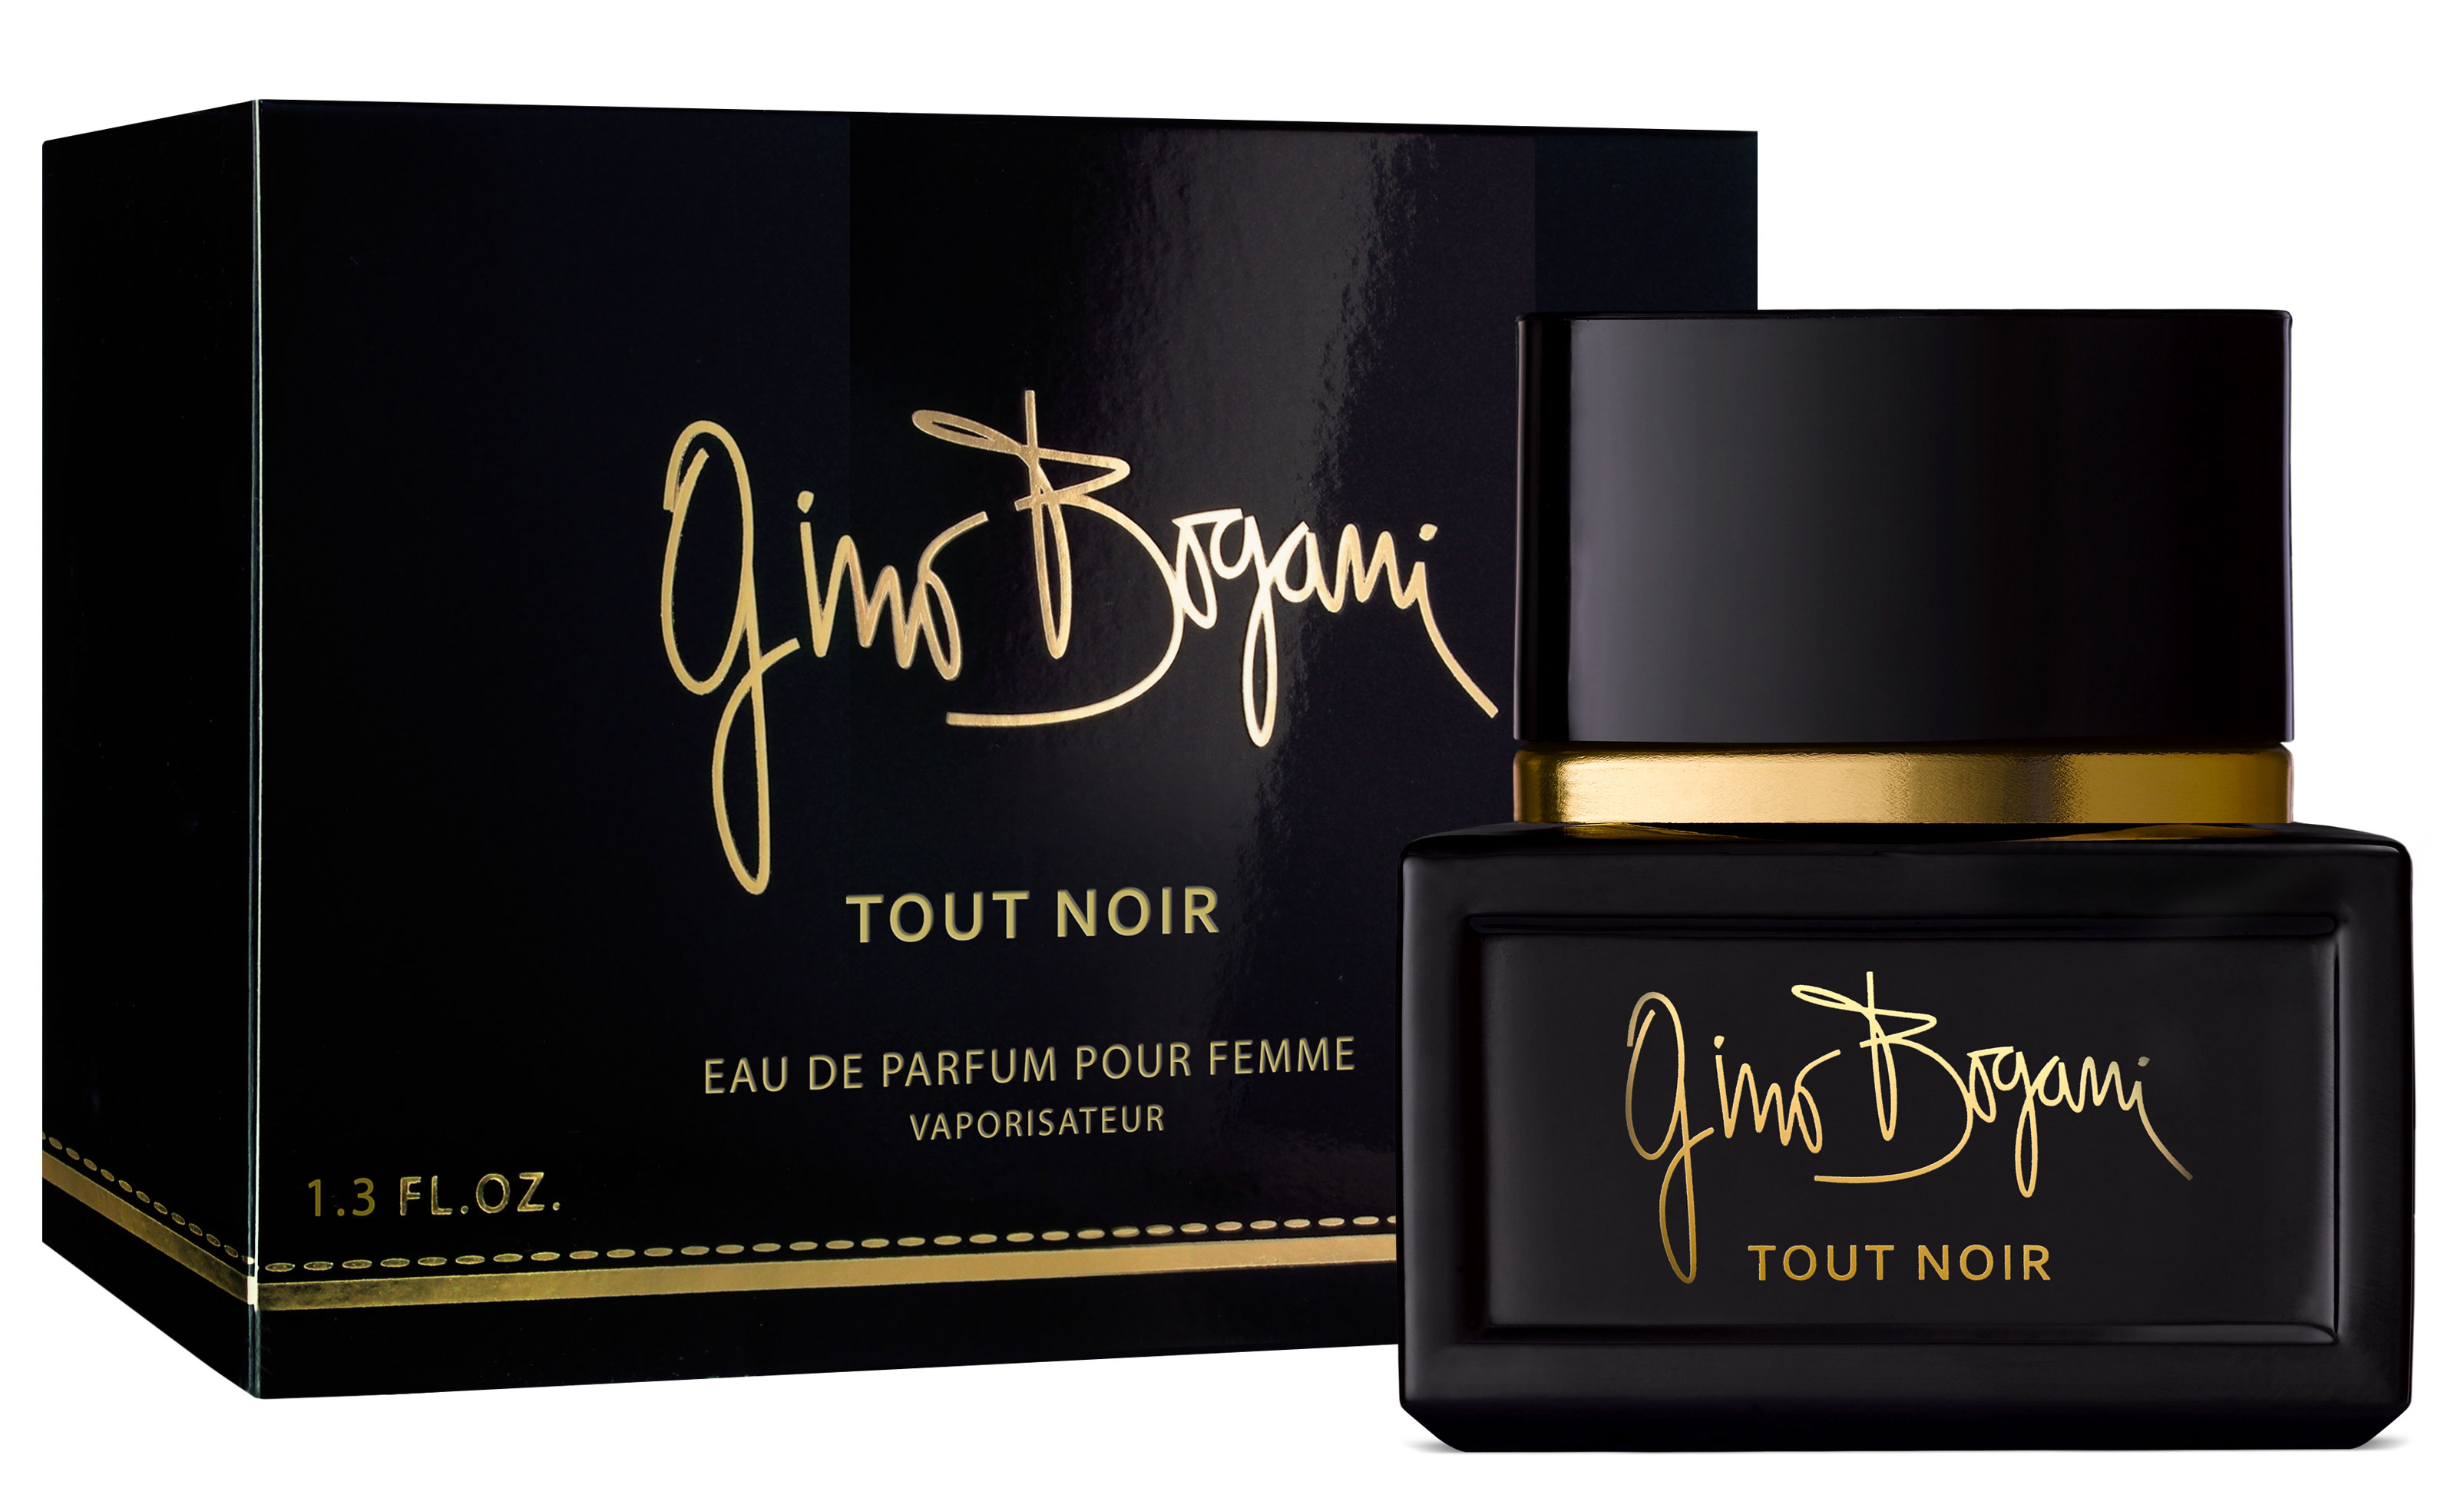 Gino Bogani
TOUT NOIR
EAU DE PARFUM POUR FEMME
VAPORISATEUR
1.3 FL.OZ.
Gino Bogani
TOUT NOIR